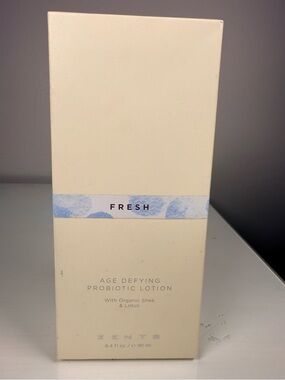 FRESH
AGE DEFYING
PROBIOTIC LOTION
With Organic Shea
& Lotus
ZENTS